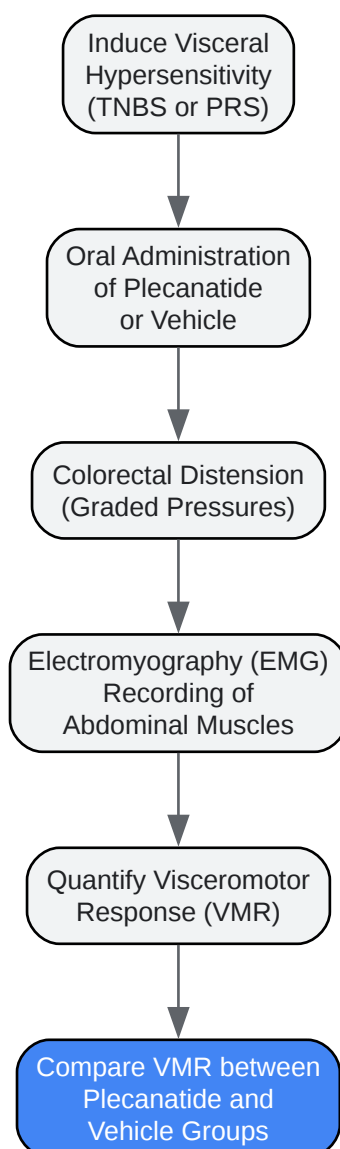 Induce Visceral
Hypersensitivity
(TNBS or PRS)
Oral Administration
of Plecanatide
or Vehicle
Colorectal Distension
(Graded Pressures)
Electromyography (EMG)
Recording of
Abdominal Muscles
Quantify Visceromotor
Response (VMR)
Compare VMR between
Plecanatide and
Vehicle Groups